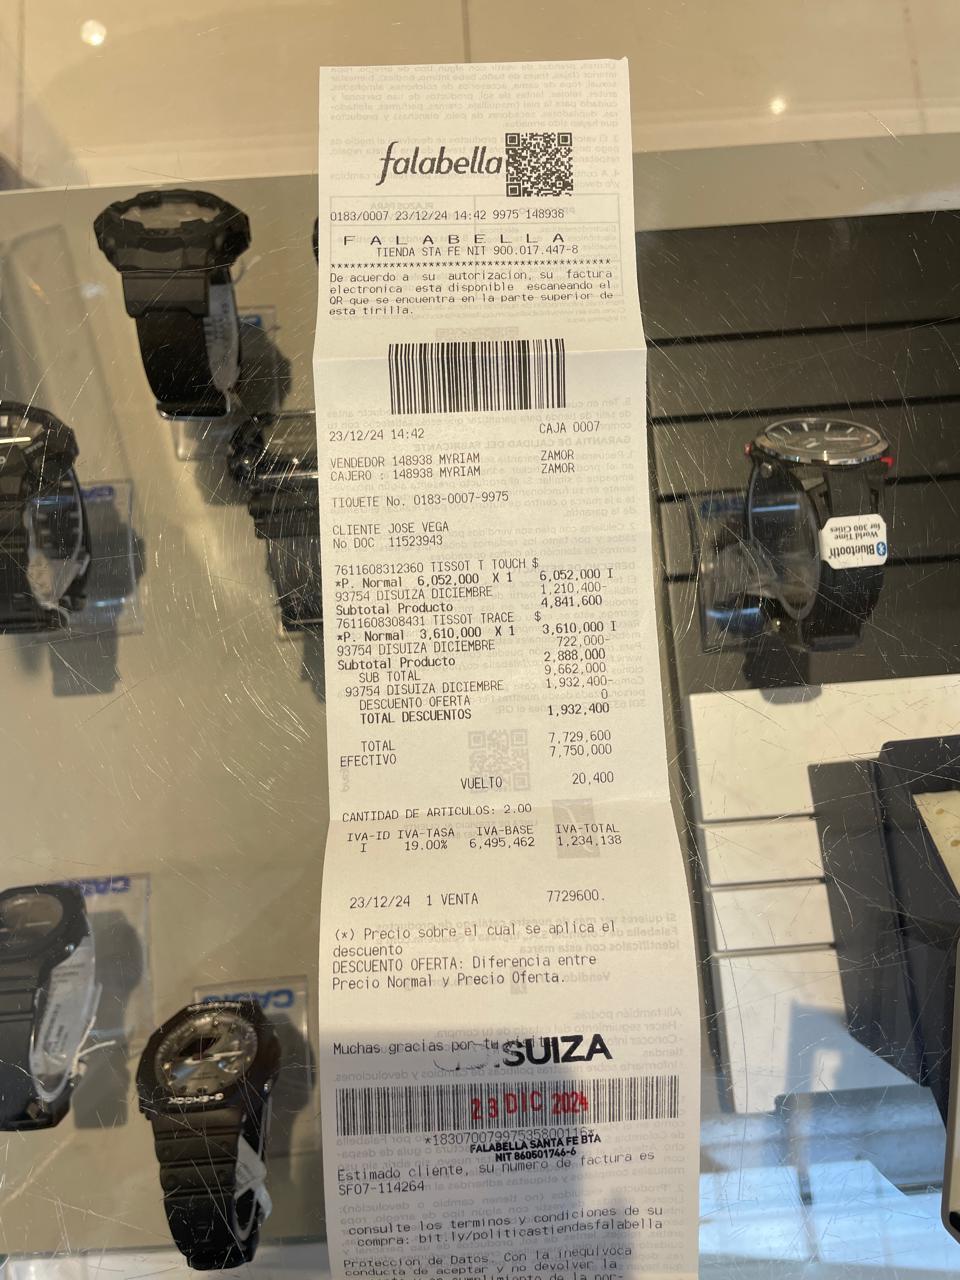 falabella
0183/0007 23/12/24 14:42 9975 148938
F A L A B E L L A
TIENDA STA FE NIT 900.017.447-8
****************************************
De acuerdo a su autorizacion, su factura
electronica esta disponible escaneando el
QR que se encuentra en la parte superior de
esta tirilla.
23/12/24 14:42 CAJA 0007
VENDEDOR 148938 MYRIAM ZAMOR
CAJERO : 148938 MYRIAM ZAMOR
TIQUETE No. 0183-0007-9975
CLIENTE JOSE VEGA
No DOC 11523943
7611608312360 TISSOT T TOUCH $
*P. Normal 6,052,000 X 1 6,052,000 I
93754 DISUIZA DICIEMBRE 1,210,400-
Subtotal Producto 4,841,600
7611608308431 TISSOT TRACE $
*P. Normal 3,610,000 X 1 3,610,000 I
93754 DISUIZA DICIEMBRE 722,000-
Subtotal Producto 2,888,000
SUB TOTAL 9,662,000
93754 DISUIZA DICIEMBRE 1,932,400-
DESCUENTO OFERTA 0
TOTAL DESCUENTOS 1,932,400
TOTAL 7,729,600
EFECTIVO 7,750,000
VUELTO 20,400
CANTIDAD DE ARTICULOS: 2.00
IVA-ID IVA-TASA IVA-BASE IVA-TOTAL
I 19.00% 6,495,462 1,234,138
23/12/24 1 VENTA 7729600.
(*) Precio sobre el cual se aplica el
descuento
DESCUENTO OFERTA: Diferencia entre
Precio Normal y Precio Oferta.
Muchas gracias por tu
SUIZA
23 DIC 2024
*183070079975358001​16*
FALABELLA SANTA FE BTA
NIT 860501746-6
Estimado cliente, su numero de factura es
SF07-114264
consulte los terminos y condiciones de su
compra: bit.ly/politicastiendasfalabella
Proteccion de Datos. Con la inequivoca
conducta de aceptar y no devolver la
Bluetooth
World Time
for 300 Cities
CASIO
G-SHOCK